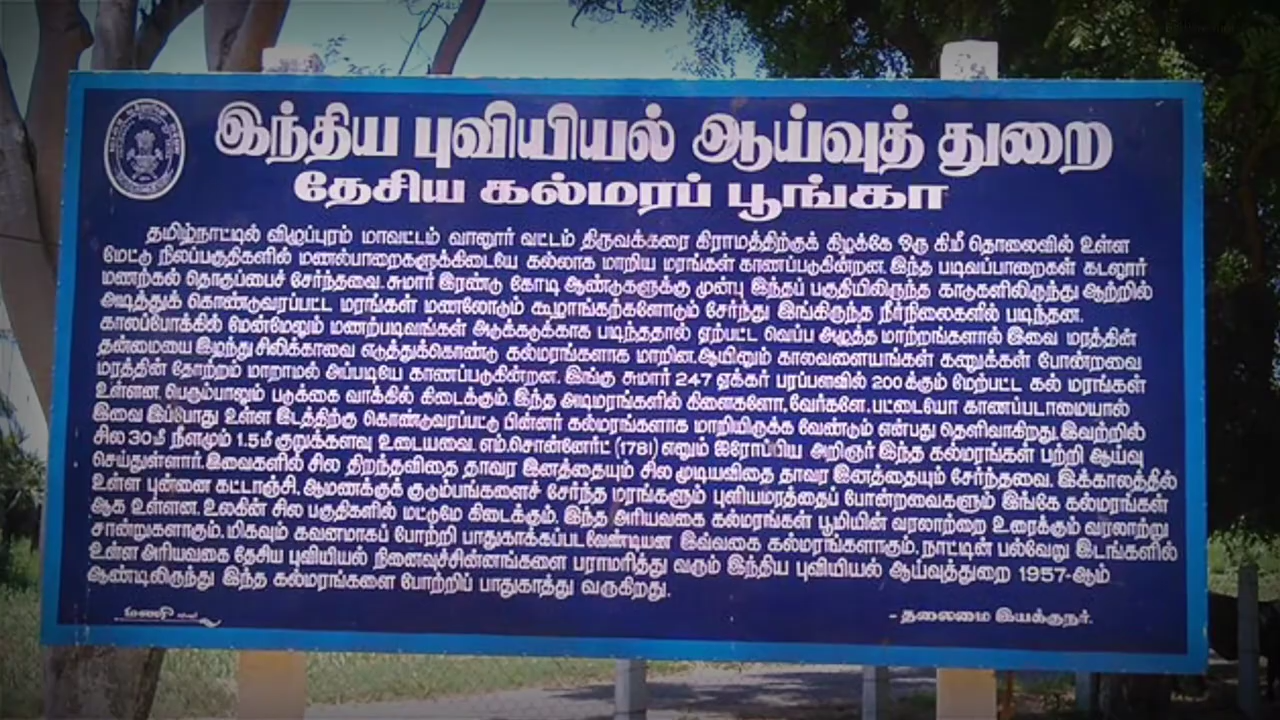 இந்திய புவியியல் ஆய்வுத் துறை
தேசிய கல்மரப் பூங்கா
தமிழ்நாட்டில் விழுப்புரம் மாவட்டம் வானூர் வட்டம் திருவக்கரை கிராமத்திற்குக் கிழக்கே ஒரு கி.மீ தொலைவில் உள்ள
மேட்டு நிலப்பகுதிகளில் மணல்பாறைகளுக்கிடையே கல்லாக மாறிய மரங்கள் காணப்படுகின்றன. இந்த படிவப்பாறைகள் கடலூர்
மணற்கல் தொகுப்பைச் சேர்ந்தவை. சுமார் இரண்டு கோடி ஆண்டுகளுக்கு முன்பு இந்தப் பகுதியிலிருந்த காடுகளிலிருந்து ஆற்றில்
அடித்துக் கொண்டுவரப்பட்ட மரங்கள் மணலோடும் கூழாங்கற்களோடும் சேர்ந்து இங்கிருந்த நீர்நிலைகளில் படிந்தன.
காலப்போக்கில் மேன்மேலும் மணற்படிவங்கள் அடுக்கடுக்காக படிந்ததால் ஏற்பட்ட வெப்ப அழுத்த மாற்றங்களால் இவை மரத்தின்
தன்மையை இழந்து சிலிக்காவை எடுத்துக்கொண்டு கல்மரங்களாக மாறின.ஆயினும் காலவளையங்கள் கணுக்கள் போன்றவை
மரத்தின் தோற்றம் மாறாமல் அப்படியே காணப்படுகின்றன. இங்கு சுமார் 247 ஏக்கர் பரப்பளவில் 200க்கும் மேற்பட்ட கல் மரங்கள்
உள்ளன. பெரும்பாலும் படுக்கை வாக்கில் கிடைக்கும். இந்த அடிமரங்களில் கிளைகளோ, வேர்களே, பட்டையோ காணப்படாமையால்
இவை இப்போது உள்ள இடத்திற்கு கொண்டுவரப்பட்டு பின்னர் கல்மரங்களாக மாறியிருக்க வேண்டும் என்பது தெளிவாகிறது. இவற்றில்
சில 30 மீ நீளமும் 1.5 மீ குறுக்களவு உடையவை. எம்.சொன்னேர்ட் (1781) எனும் ஐரோப்பிய அறிஞர் இந்த கல்மரங்கள் பற்றி ஆய்வு
செய்துள்ளார். இவைகளில் சில திறந்தவிதை தாவர இனத்தையும் சில மூடியவிதை தாவர இனத்தையும் சேர்ந்தவை. இக்காலத்தில்
உள்ள புன்னை கட்டாஞ்சி, ஆமணக்குக் குடும்பங்களைச் சேர்ந்த மரங்களும் புளியமரத்தைப் போன்றவைகளும் இங்கே கல்மரங்கள்
ஆக உள்ளன. உலகின் சில பகுதிகளில் மட்டுமே கிடைக்கும். இந்த அரியவகை கல்மரங்கள் பூமியின் வரலாற்றை உரைக்கும் வரலாற்று
சான்றுகளாகும். மிகவும் கவனமாகப் போற்றி பாதுகாக்கப்பட வேண்டியன இவ்வகை கல்மரங்களாகும். நாட்டின் பல்வேறு இடங்களில்
உள்ள அரியவகை தேசிய புவியியல் நினைவுச்சின்னங்களை பராமரித்து வரும் இந்திய புவியியல் ஆய்வுத்துறை 1957-ஆம்
ஆண்டிலிருந்து இந்த கல்மரங்களை போற்றிப் பாதுகாத்து வருகிறது.
- தலைமை இயக்குநர்.